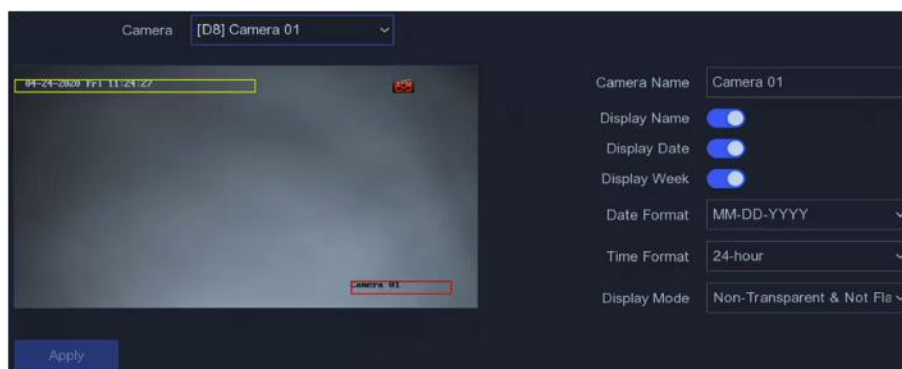 Camera [D8] Camera 01
04-24-2020 Fri 11:24:27
Camera 01
Camera Name Camera 01
Display Name
Display Date
Display Week
Date Format MM-DD-YYYY
Time Format 24-hour
Display Mode Non-Transparent & Not Fla
Apply